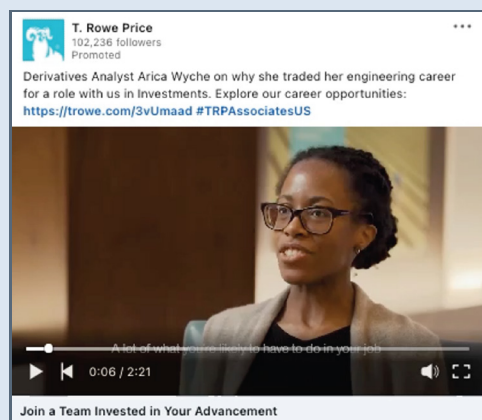 T. Rowe Price
102,236 followers
Promoted
Derivatives Analyst Arica Wyche on why she traded her engineering career
for a role with us in Investments. Explore our career opportunities:
https://trowe.com/3vUmaad #TRPAssociatesUS
A lot of what you're likely to have to do in your job
0:06 / 2:21
Join a Team Invested in Your Advancement